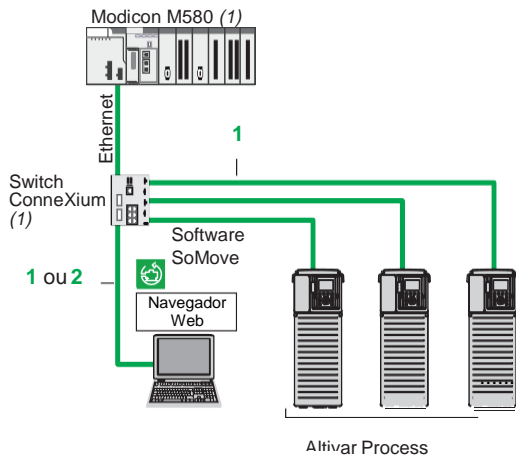 Modicon M580 (1)
Ethernet
1
Switch
ConneXium
(1)
Software
SoMove
1 ou 2
Navegador
Web
Altivar Process